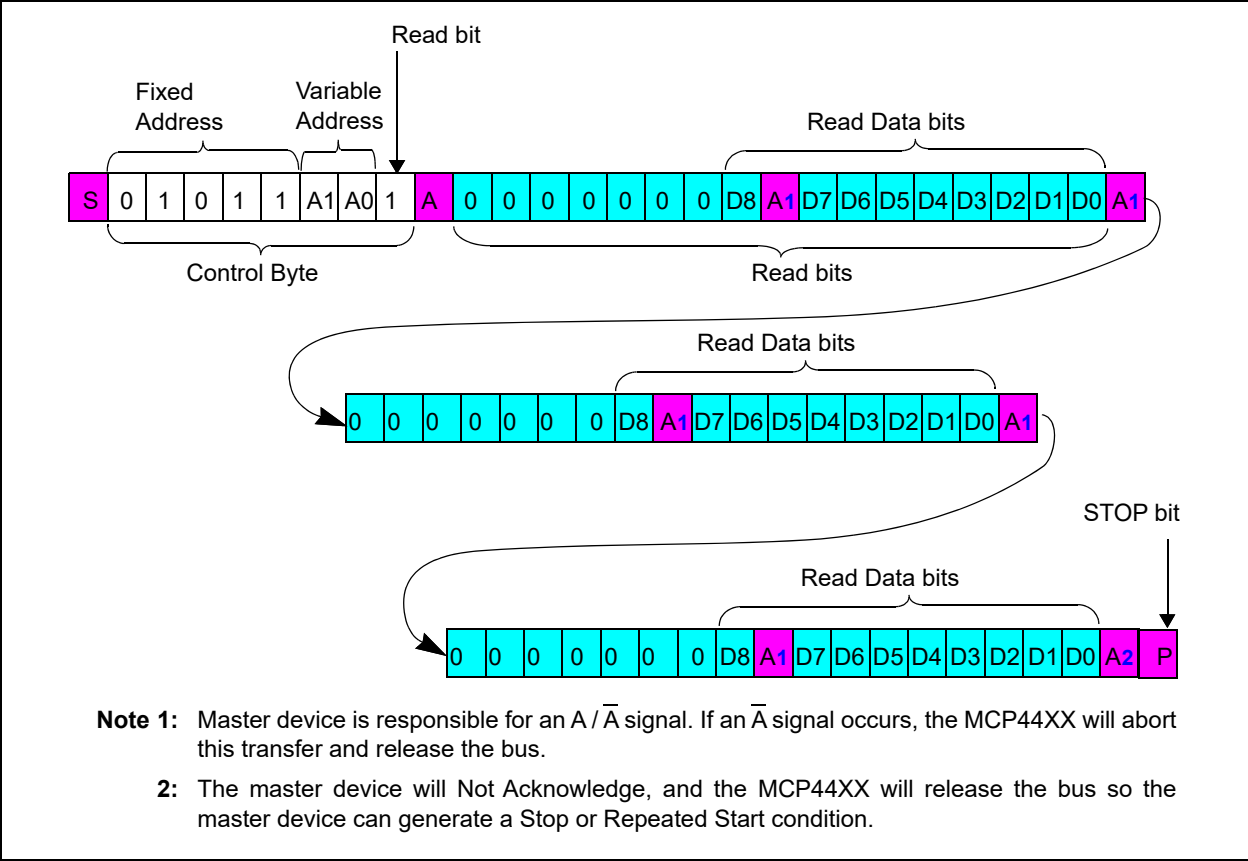 Read bit
Fixed Variable
Address Address
Read Data bits
S 0 1 0 1 1 A1 A0 1 A 0 0 0 0 0 0 0 D8 A1 D7 D6 D5 D4 D3 D2 D1 D0 A1
Control Byte Read bits
Read Data bits
0 0 0 0 0 0 0 D8 A1 D7 D6 D5 D4 D3 D2 D1 D0 A1
STOP bit
Read Data bits
0 0 0 0 0 0 0 D8 A1 D7 D6 D5 D4 D3 D2 D1 D0 A2 P
Note 1: Master device is responsible for an A / A̅ signal. If an A̅ signal occurs, the MCP44XX will abort
this transfer and release the bus.
2: The master device will Not Acknowledge, and the MCP44XX will release the bus so the
master device can generate a Stop or Repeated Start condition.